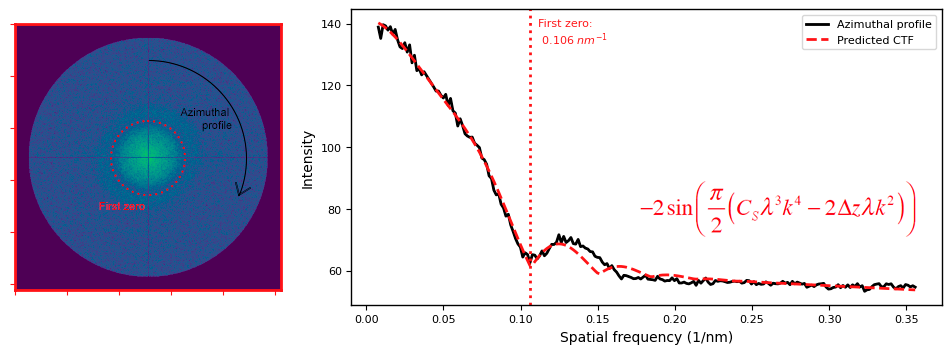 Azimuthal
profile
First zero
140
120
100
80
60
Intensity
0.00 0.05 0.10 0.15 0.20 0.25 0.30 0.35
Spatial frequency (1/nm)
First zero:
0.106 nm⁻¹
Azimuthal profile
Predicted CTF
−2 sin(π/2 (C_Sλ³k⁴ − 2Δzλk²))